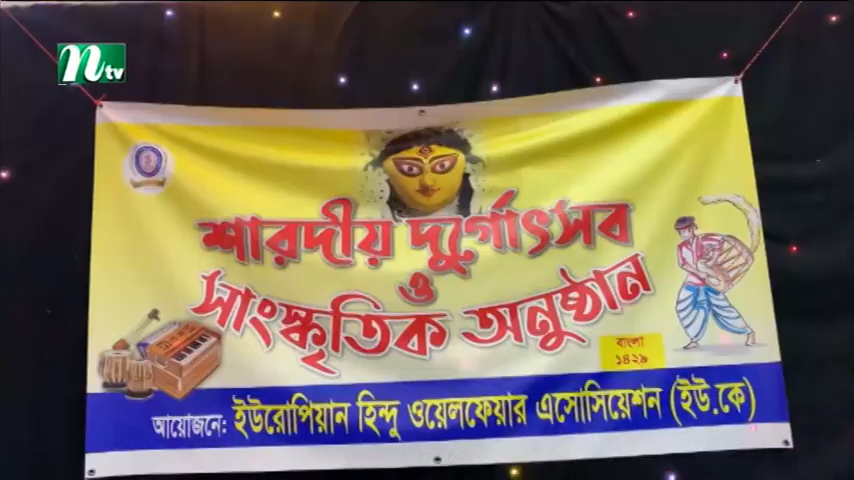 ntv
শারদীয় দুর্গোৎসব
ও
সাংস্কৃতিক অনুষ্ঠান
বাংলা
১৪২৯
আয়োজনে: ইউরোপিয়ান হিন্দু ওয়েলফেয়ার এসোসিয়েশন (ইউ.কে)